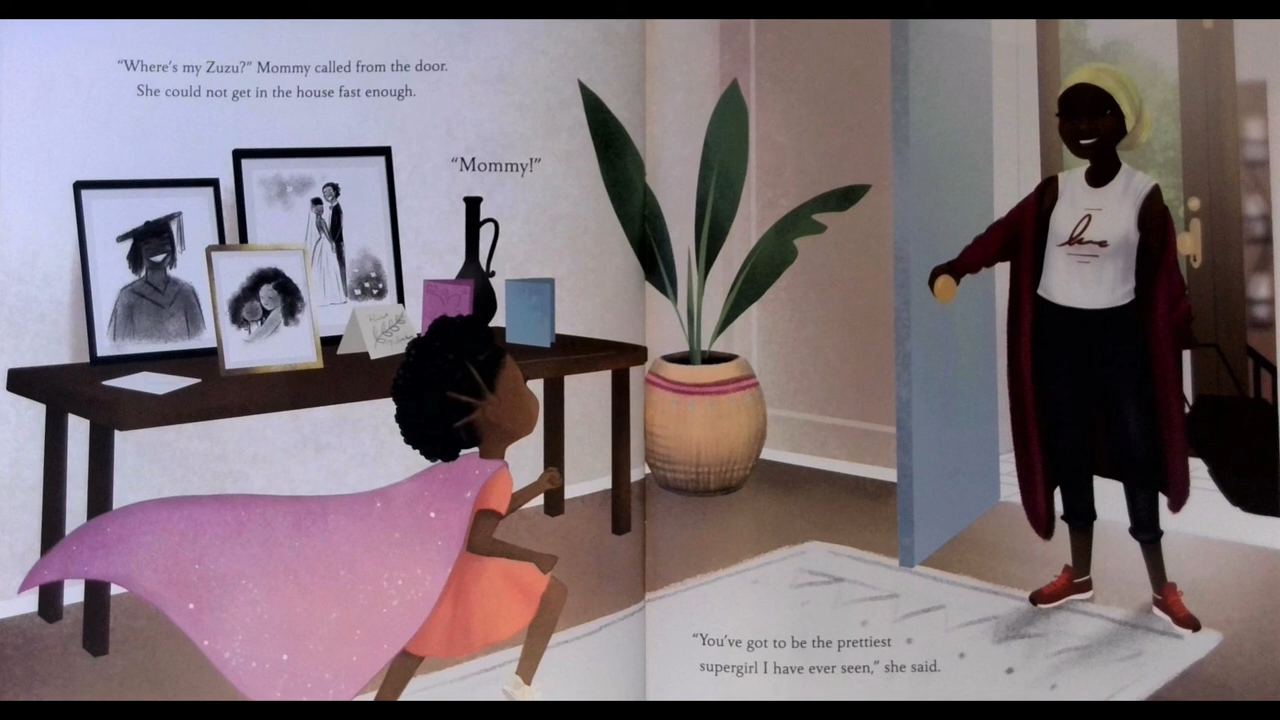 “Where’s my Zuzu?” Mommy called from the door.
She could not get in the house fast enough.
“Mommy!”
“You’ve got to be the prettiest
supergirl I have ever seen,” she said.